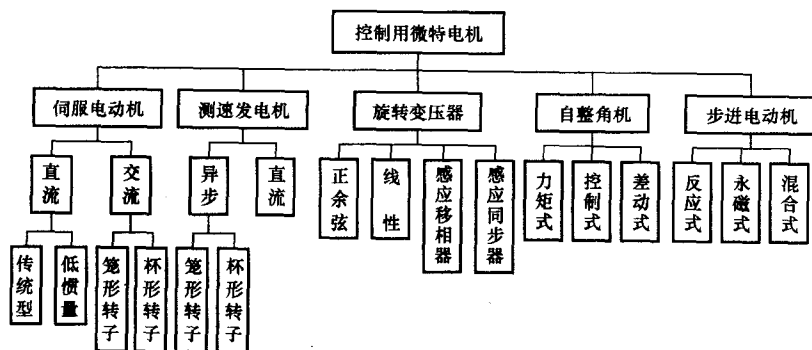 控制用微特电机
伺服电动机
测速发电机
旋转变压器
自整角机
步进电动机
直流
交流
异步
直流
正余弦
线性
感应移相器
感应同步器
力矩式
控制式
差动式
反应式
永磁式
混合式
传统型
低惯量
笼形转子
杯形转子
笼形转子
杯形转子